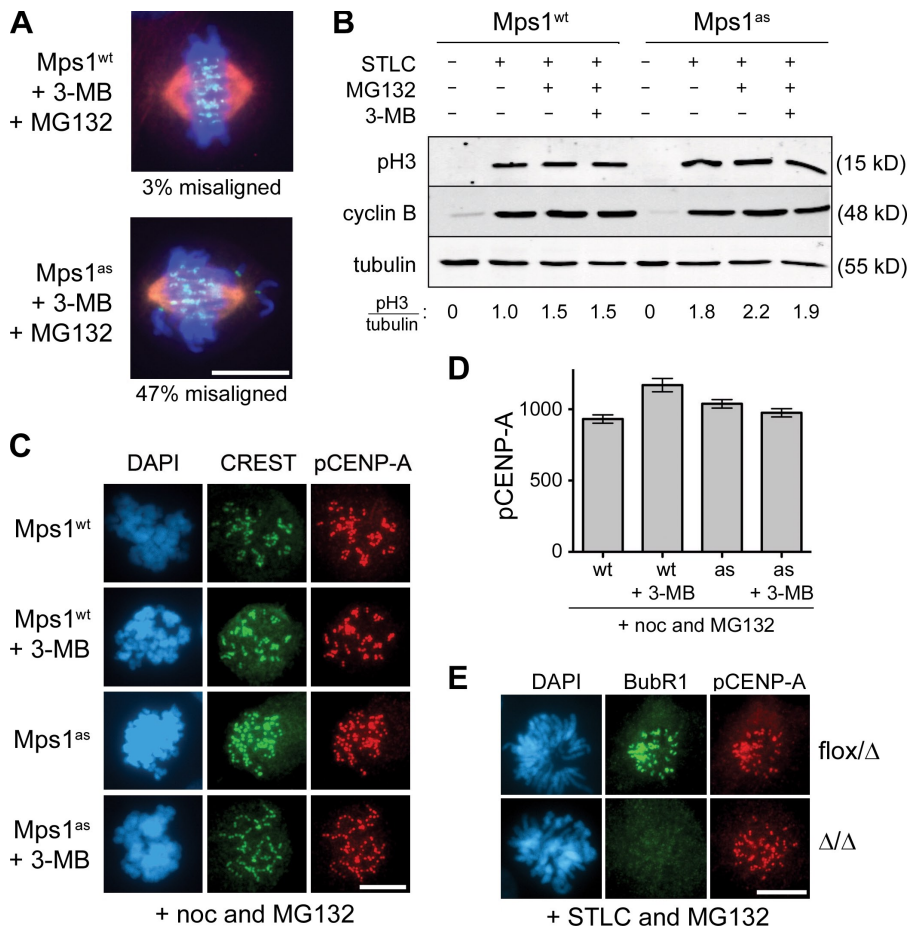 A
Mps1wt
+ 3-MB
+ MG132
3% misaligned
Mps1as
+ 3-MB
+ MG132
47% misaligned
B
Mps1wt Mps1as
STLC − + + + − + + +
MG132 − − + + − − + +
3-MB − − − + − − − +
pH3 (15 kD)
cyclin B (48 kD)
tubulin (55 kD)
pH3
tubulin : 0 1.0 1.5 1.5 0 1.8 2.2 1.9
C
DAPI CREST pCENP-A
Mps1wt
Mps1wt
+ 3-MB
Mps1as
Mps1as
+ 3-MB
+ noc and MG132
D
pCENP-A
1000
500
0
wt wt as as
+ 3-MB + 3-MB
+ noc and MG132
E
DAPI BubR1 pCENP-A
flox/Δ
Δ/Δ
+ STLC and MG132